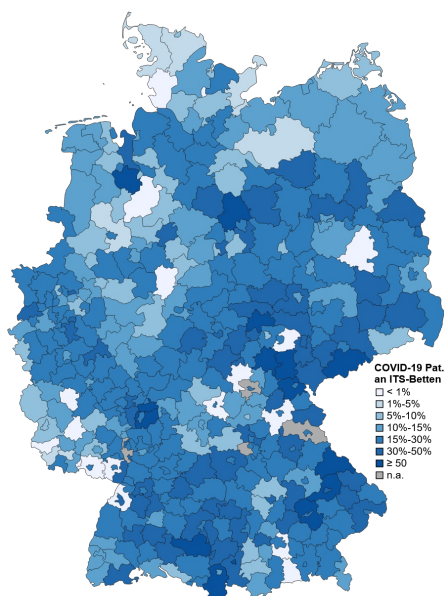 COVID-19 Pat.
an ITS-Betten
< 1%
1%-5%
5%-10%
10%-15%
15%-30%
30%-50%
≥ 50
n.a.